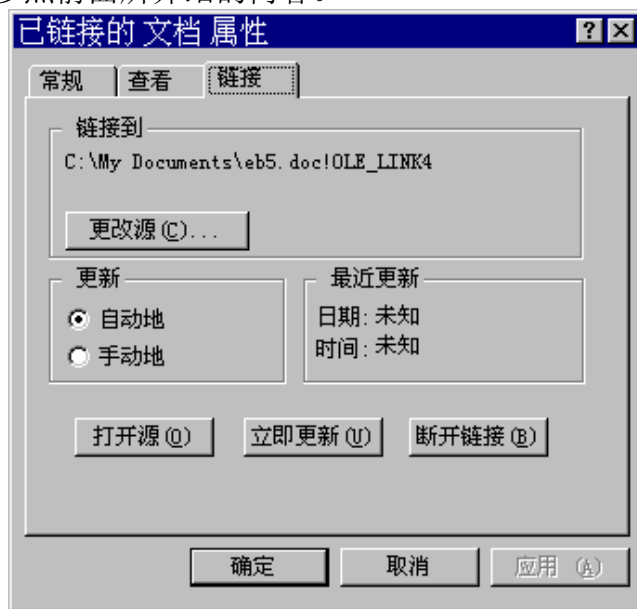 已链接的 文档 属性
常规 查看 链接
链接到
C:\My Documents\eb5.doc!OLE_LINK4
更改源(C)...
更新 最近更新
自动地 日期: 未知
手动地 时间: 未知
打开源(O) 立即更新(U) 断开链接(B)
确定 取消 应用 (A)